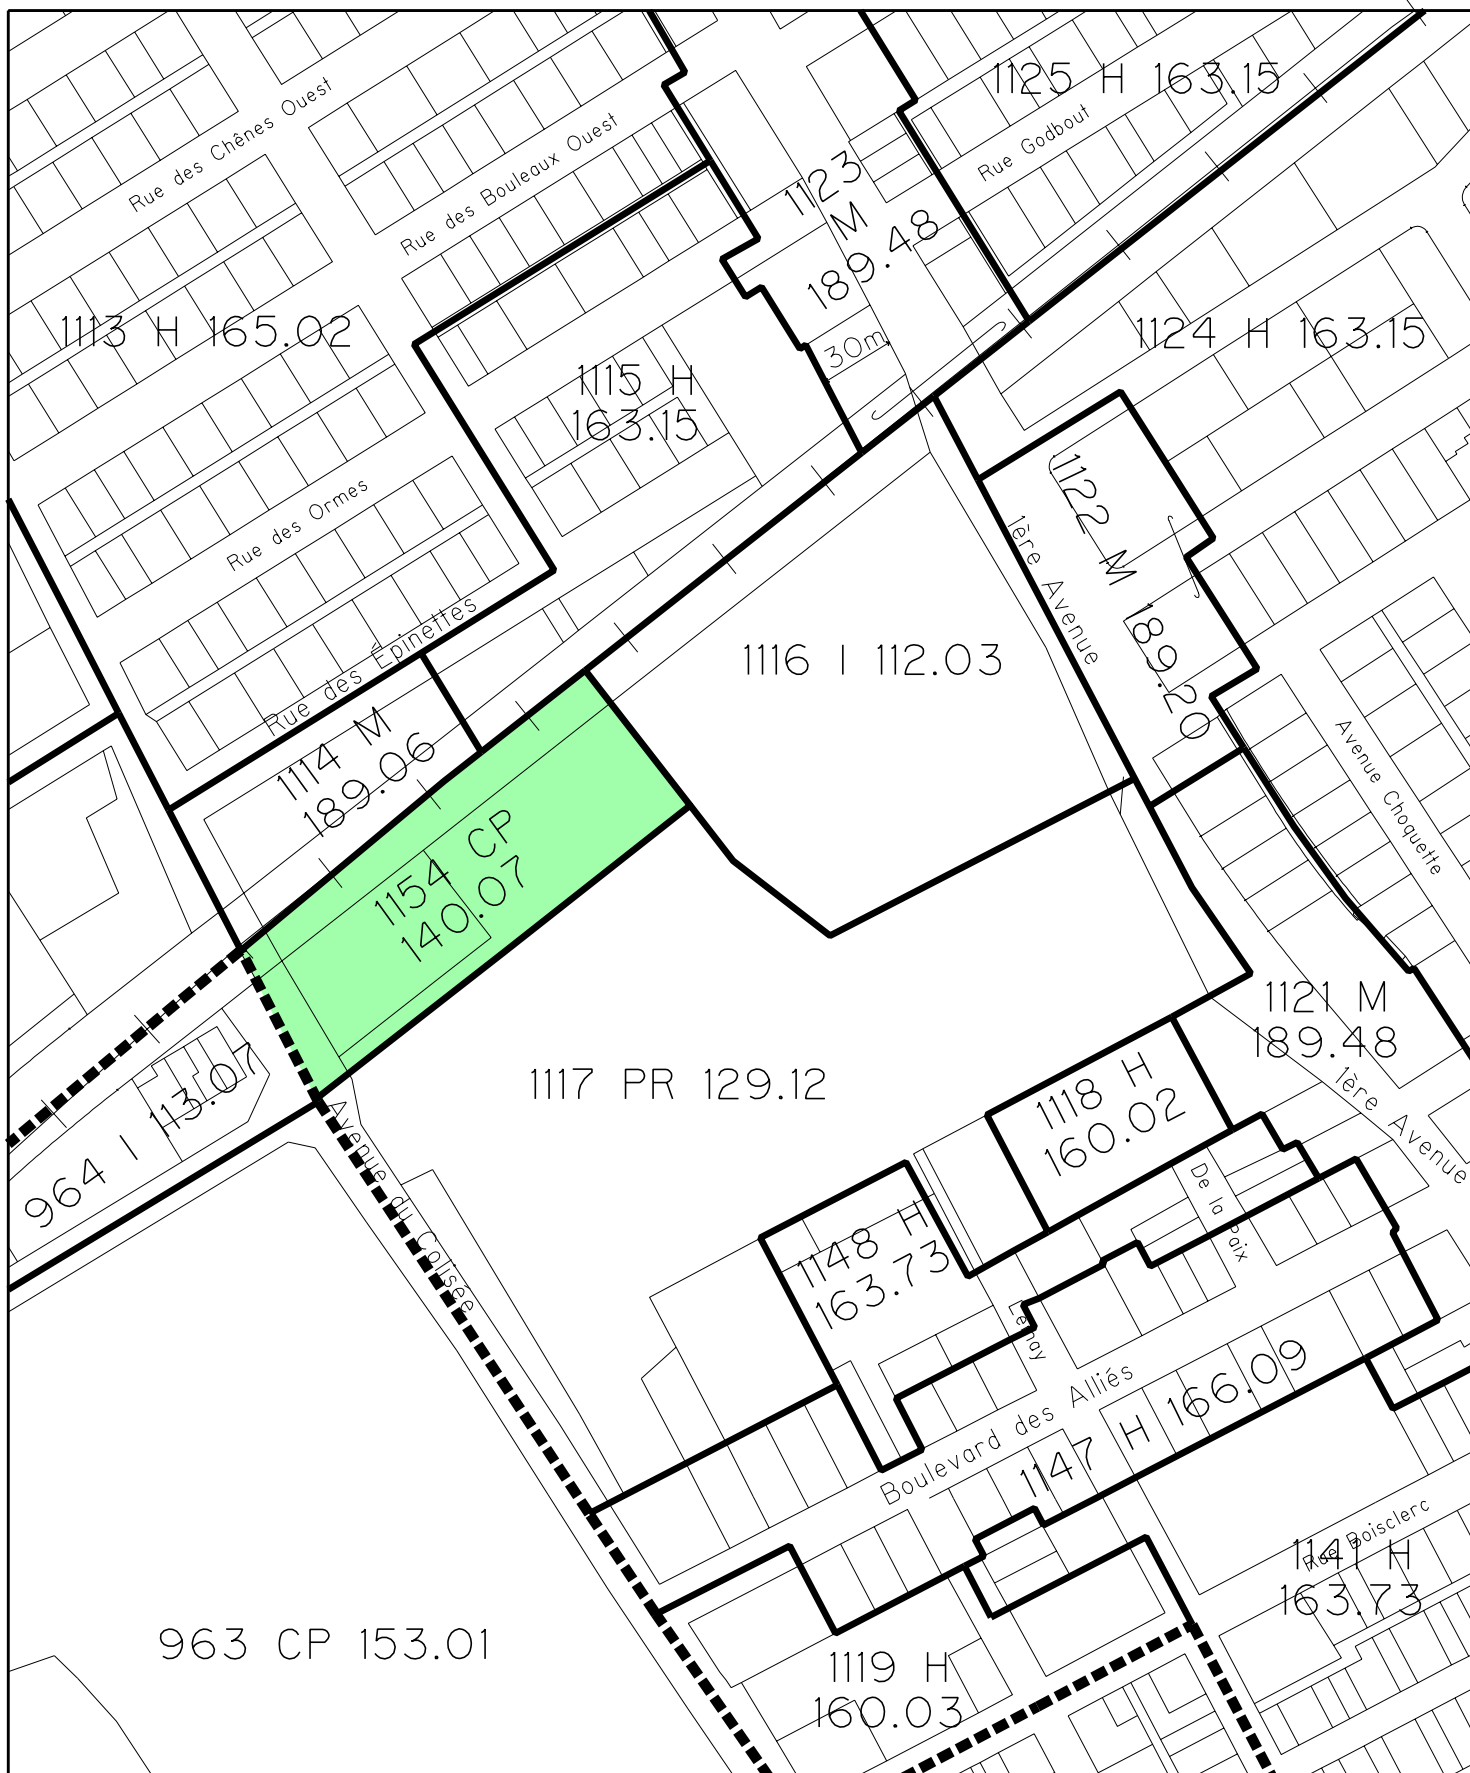 1125 H 163.15
Rue des Chênes Ouest
Rue Godbout
Rue des Bouleaux Ouest
1123
M
189.48
1113 H 165.02
1124 H 163.15
30m
1115 H
163.15
Rue des Ormes
1122 M 189.20
1ère Avenue
Rue des Épinettes
1116 I 112.03
1114 M
189.06
Avenue Choquette
1154 CP
140.07
1121 M
189.48
1117 PR 129.12
964 I 113.07
1118 H
160.02
1ère Avenue
Avenue du Colisée
De la Paix
1148 H
163.73
Boulevard des Alliés
1147 H 166.09
Rue Boisclerc
1141 H
163.73
963 CP 153.01
1119 H
160.03